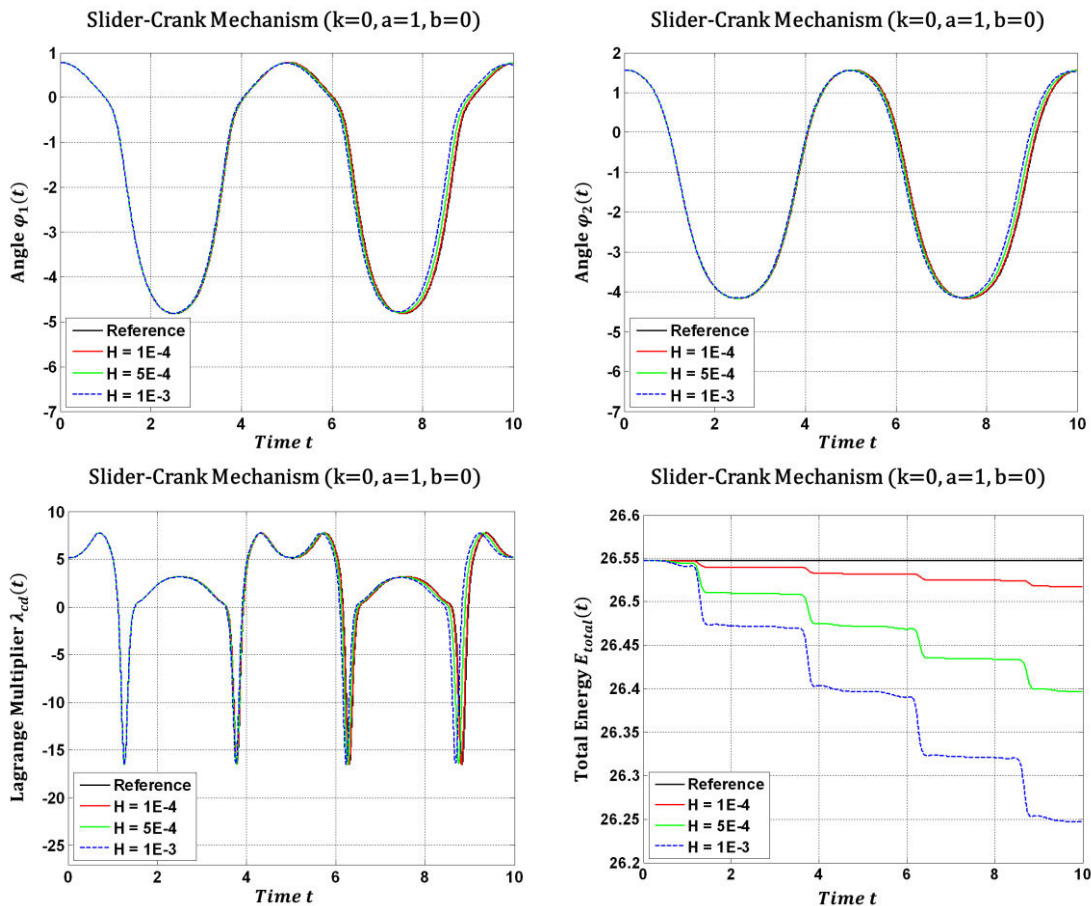 Slider-Crank Mechanism (k=0, a=1, b=0)
1
0
-1
-2
-3
-4
-5
-6
-7
Angle φ₁(t)
Reference
H = 1E-4
H = 5E-4
H = 1E-3
0 2 4 6 8 10
Time t
Slider-Crank Mechanism (k=0, a=1, b=0)
2
1
0
-1
-2
-3
-4
-5
-6
-7
Angle φ₂(t)
Reference
H = 1E-4
H = 5E-4
H = 1E-3
0 2 4 6 8 10
Time t
Slider-Crank Mechanism (k=0, a=1, b=0)
10
5
0
-5
-10
-15
-20
-25
Lagrange Multiplier λcd(t)
Reference
H = 1E-4
H = 5E-4
H = 1E-3
0 2 4 6 8 10
Time t
Slider-Crank Mechanism (k=0, a=1, b=0)
26.6
26.55
26.5
26.45
26.4
26.35
26.3
26.25
26.2
Total Energy Etotal(t)
Reference
H = 1E-4
H = 5E-4
H = 1E-3
0 2 4 6 8 10
Time t